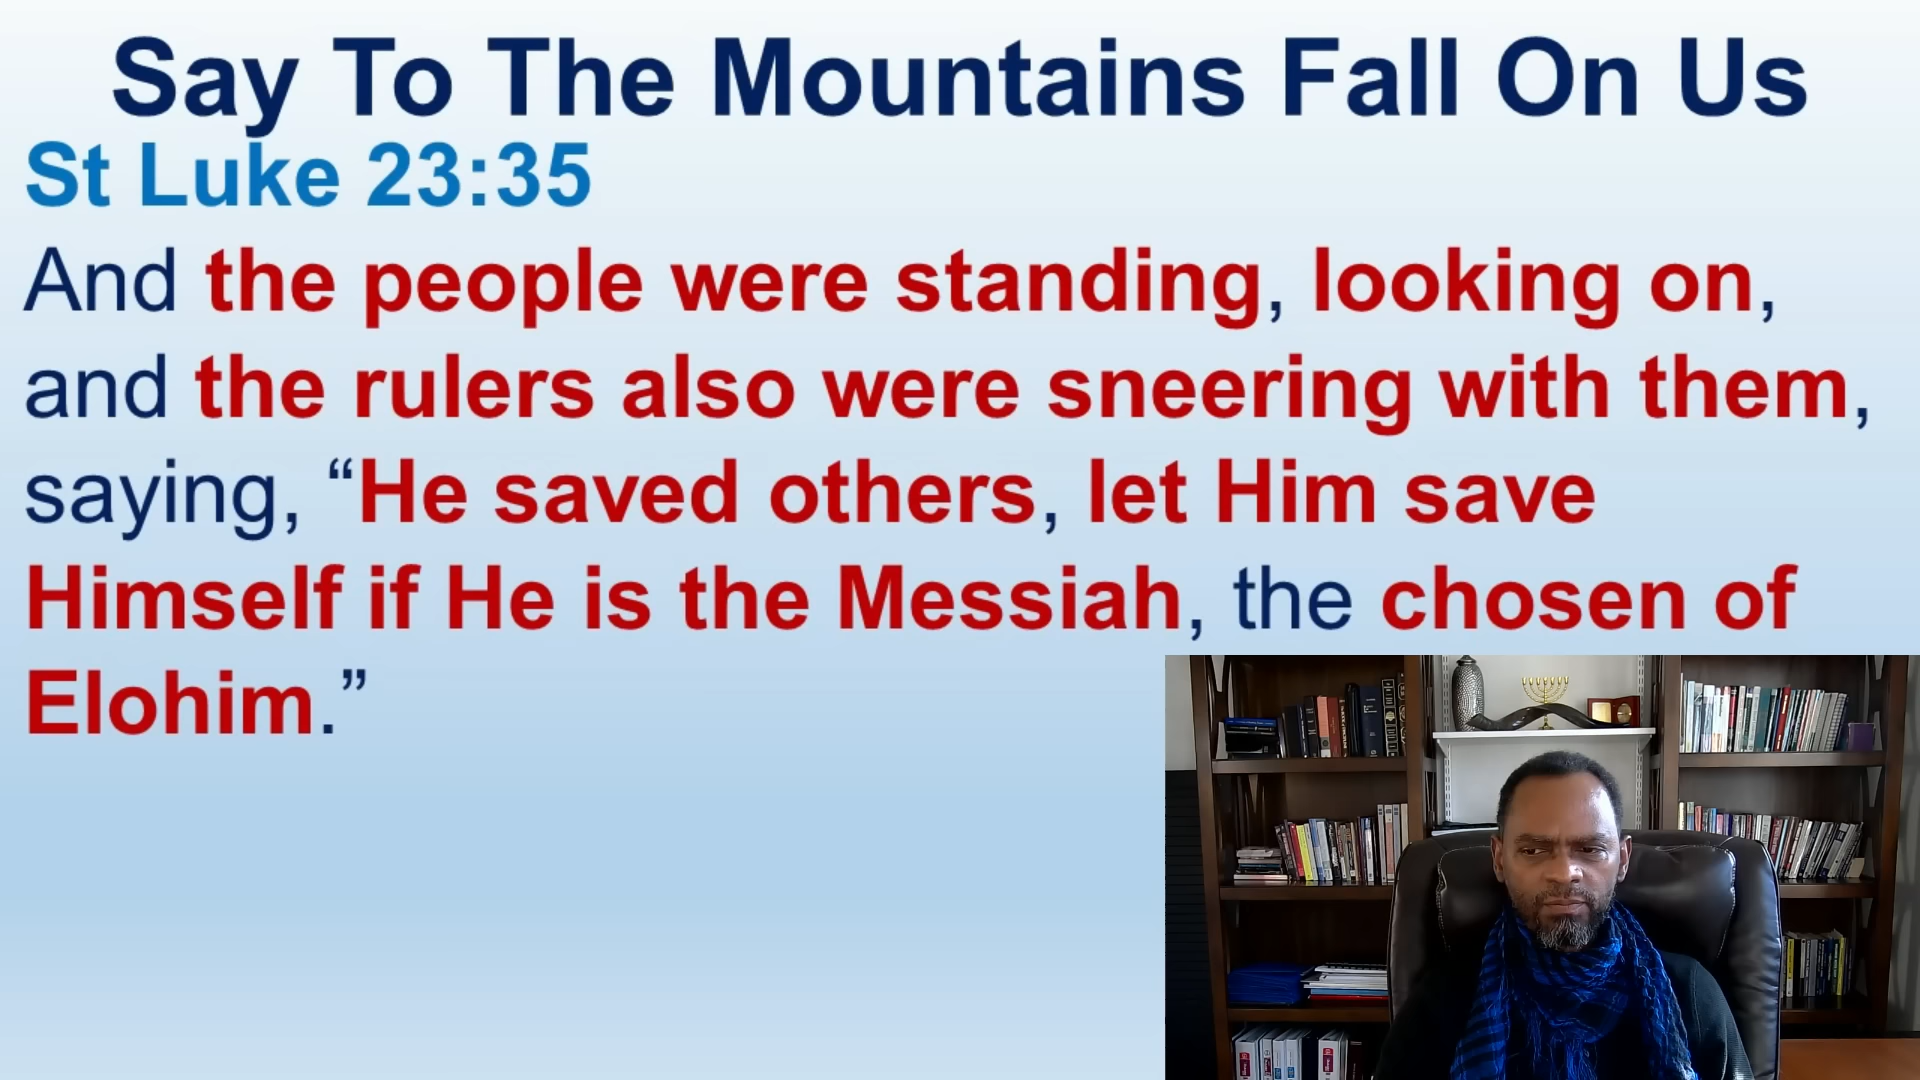 Say To The Mountains Fall On Us
St Luke 23:35
And the people were standing, looking on,
and the rulers also were sneering with them,
saying, “He saved others, let Him save
Himself if He is the Messiah, the chosen of
Elohim.”